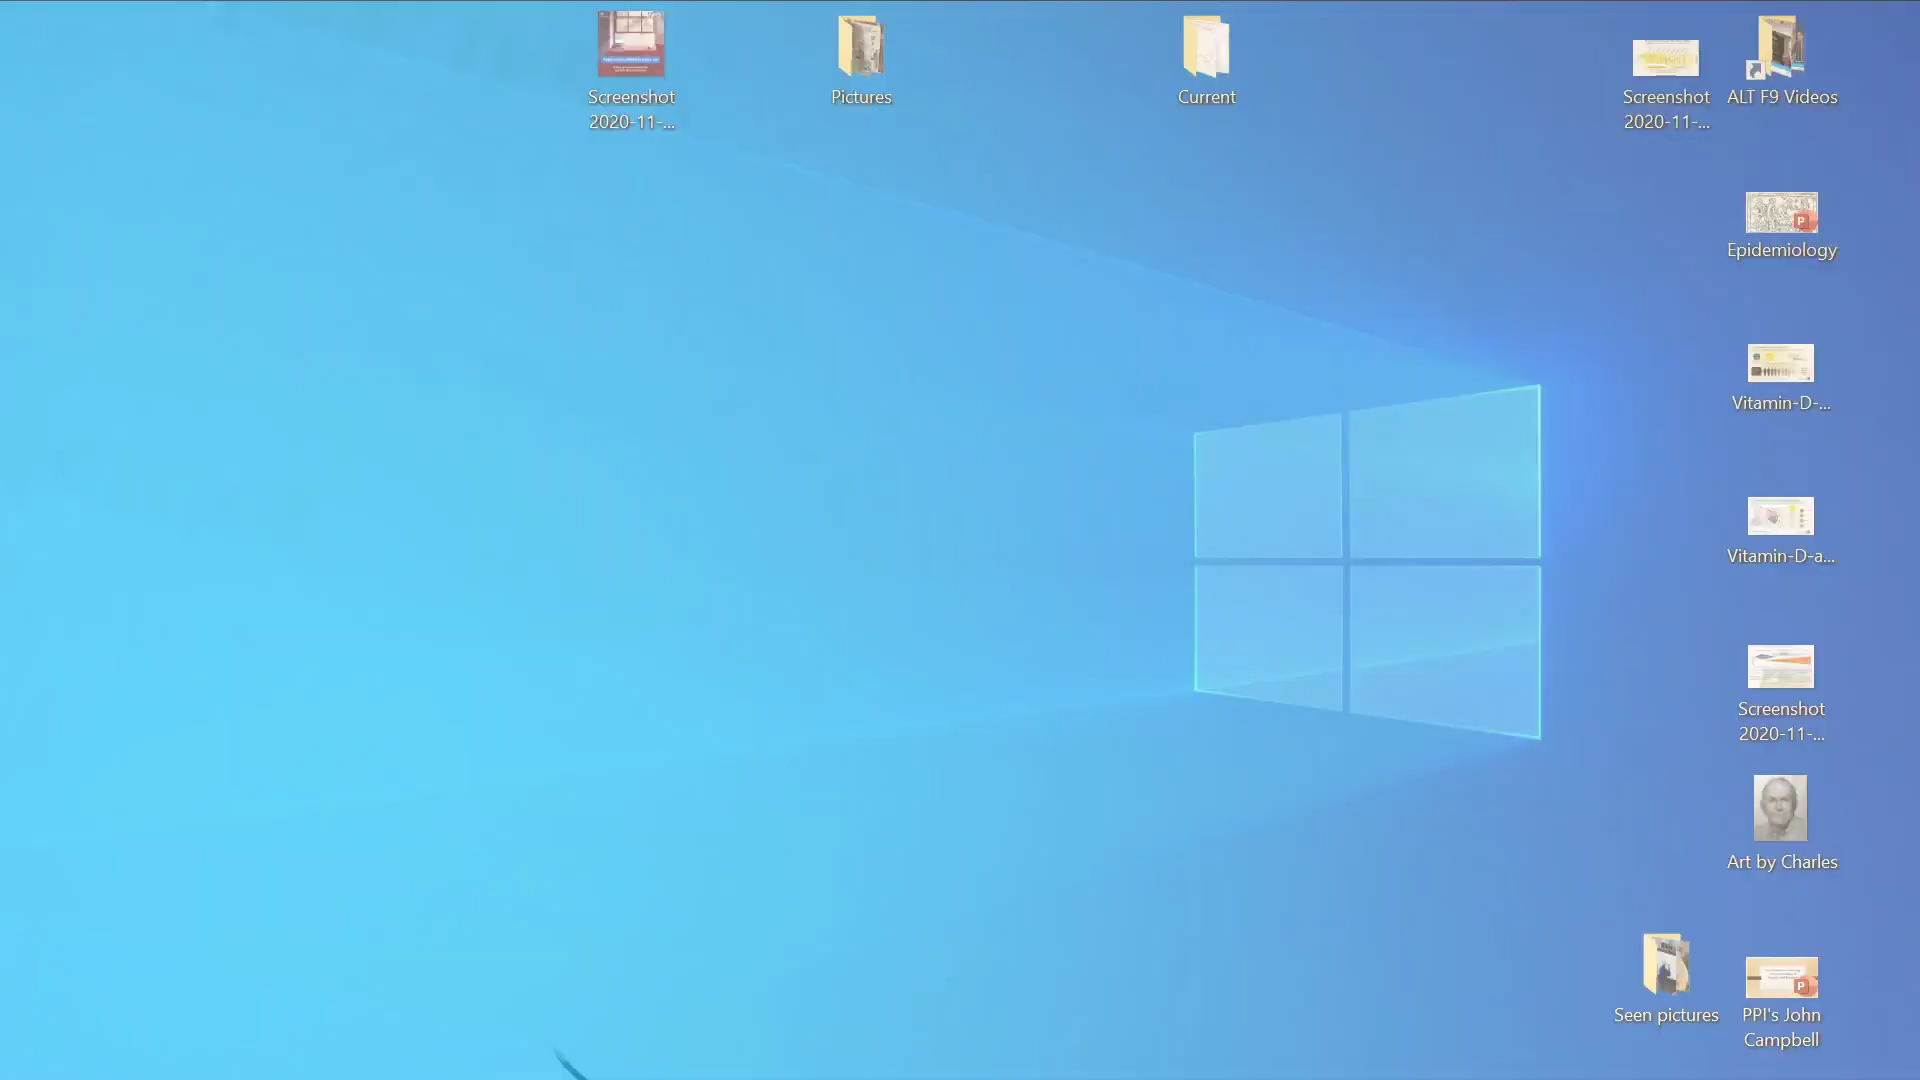 Screenshot
2020-11-...
Pictures
Current
Screenshot
2020-11-...
ALT F9 Videos
Epidemiology
Vitamin-D-...
Vitamin-D-a...
Screenshot
2020-11-...
Art by Charles
Seen pictures
PPI's John
Campbell